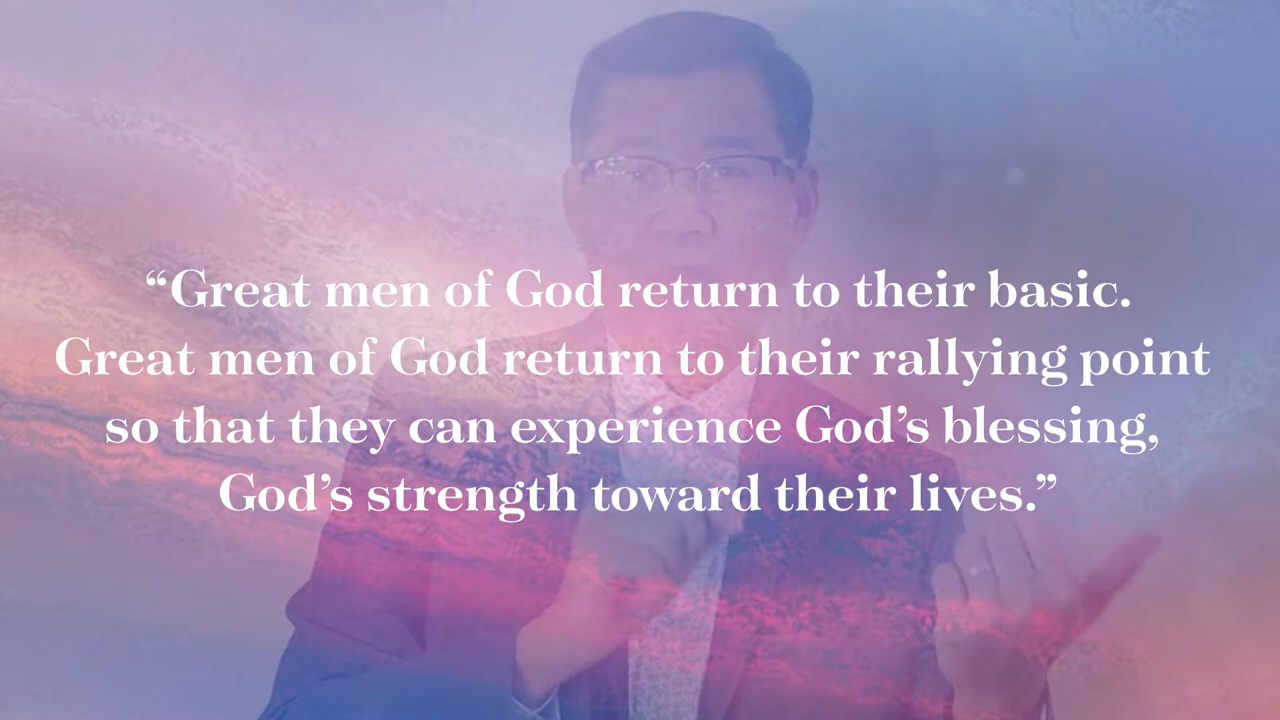 “Great men of God return to their basic.
Great men of God return to their rallying point
so that they can experience God’s blessing,
God’s strength toward their lives.”